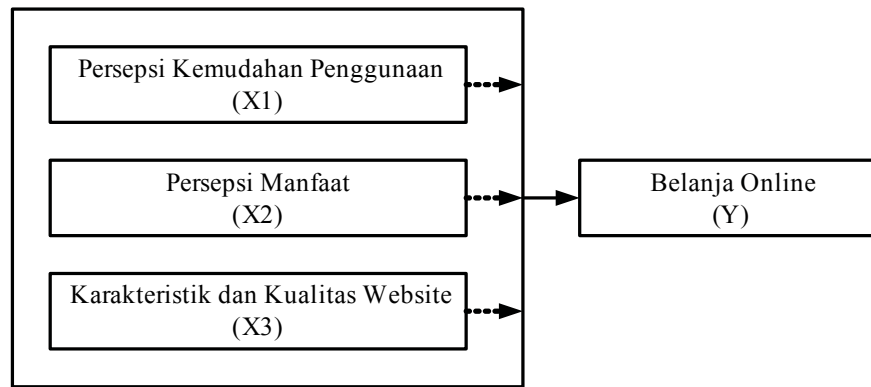 Persepsi Kemudahan Penggunaan
(X1)
Persepsi Manfaat
(X2)
Karakteristik dan Kualitas Website
(X3)
Belanja Online
(Y)